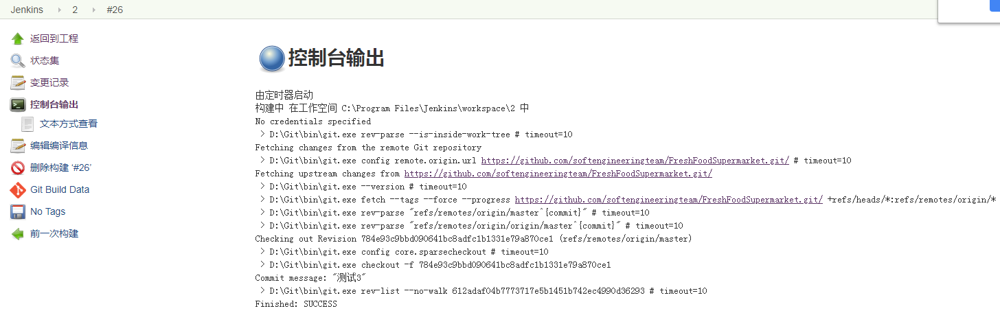 Jenkins 2 #26
返回到工程
状态集
变更记录
控制台输出
文本方式查看
编辑编译信息
删除构建 ‘#26’
Git Build Data
No Tags
前一次构建
控制台输出
由定时器启动
构建中 在工作空间 C:\Program Files\Jenkins\workspace\2 中
No credentials specified
> D:\Git\bin\git.exe rev-parse --is-inside-work-tree # timeout=10
Fetching changes from the remote Git repository
> D:\Git\bin\git.exe config remote.origin.url https://github.com/softengineeringteam/FreshFoodSupermarket.git/ # timeout=10
Fetching upstream changes from https://github.com/softengineeringteam/FreshFoodSupermarket.git/
> D:\Git\bin\git.exe --version # timeout=10
> D:\Git\bin\git.exe fetch --tags --force --progress https://github.com/softengineeringteam/FreshFoodSupermarket.git/ +refs/heads/*:refs/remotes/origin/*
> D:\Git\bin\git.exe rev-parse "refs/remotes/origin/master^{commit}" # timeout=10
> D:\Git\bin\git.exe rev-parse "refs/remotes/origin/origin/master^{commit}" # timeout=10
Checking out Revision 784e93c9bbd090641bc8adfc1b1331e79a870ce1 (refs/remotes/origin/master)
> D:\Git\bin\git.exe config core.sparsecheckout # timeout=10
> D:\Git\bin\git.exe checkout -f 784e93c9bbd090641bc8adfc1b1331e79a870ce1
Commit message: "测试3"
> D:\Git\bin\git.exe rev-list --no-walk 612adaf04b7773717e5b1451b742ec4990d36293 # timeout=10
Finished: SUCCESS